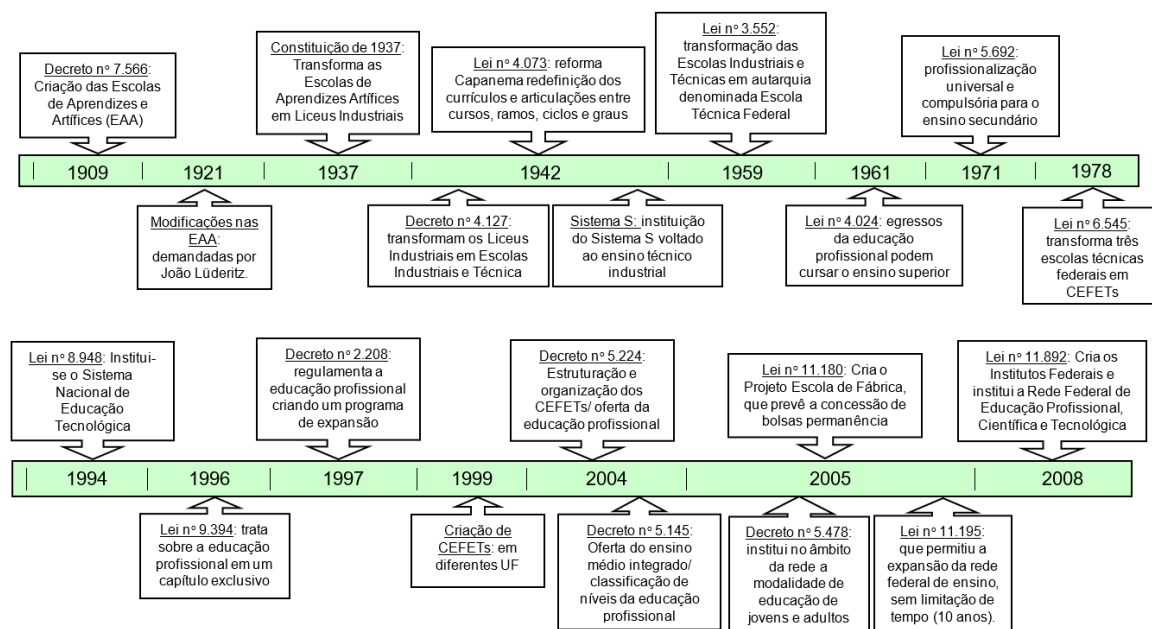 Decreto nº 7.566:
Criação das Escolas
de Aprendizes e
Artífices (EAA)
Constituição de 1937:
Transforma as
Escolas de
Aprendizes Artífices
em Liceus Industriais
Lei nº 4.073: reforma
Capanema redefinição dos
currículos e articulações entre
cursos, ramos, ciclos e graus
Lei nº 3.552:
transformação das
Escolas Industriais e
Técnicas em autarquia
denominada Escola
Técnica Federal
Lei nº 5.692:
profissionalização
universal e
compulsória para o
ensino secundário
1909
1921
1937
1942
1959
1961
1971
1978
Modificações nas
EAA:
demandadas por
João Lüderitz.
Decreto nº 4.127:
transformam os Liceus
Industriais em Escolas
Industriais e Técnica
Sistema S: instituição
do Sistema S voltado
ao ensino técnico
industrial
Lei nº 4.024: egressos
da educação
profissional podem
cursar o ensino superior
Lei nº 6.545:
transforma três
escolas técnicas
federais em
CEFETs
Lei nº 8.948: Institui-
se o Sistema
Nacional de
Educação
Tecnológica
Decreto nº 2.208:
regulamenta a
educação profissional
criando um programa
de expansão
Decreto nº 5.224:
Estruturação e
organização dos
CEFETs/ oferta da
educação profissional
Lei nº 11.180: Cria o
Projeto Escola de Fábrica,
que prevê a concessão de
bolsas permanência
Lei nº 11.892: Cria os
Institutos Federais e
institui a Rede Federal de
Educação Profissional,
Científica e Tecnológica
1994
1996
1997
1999
2004
2005
2008
Lei nº 9.394: trata
sobre a educação
profissional em um
capítulo exclusivo
Criação de
CEFETs: em
diferentes UF
Decreto nº 5.145:
Oferta do ensino
médio integrado/
classificação de
níveis da educação
profissional
Decreto nº 5.478:
institui no âmbito
da rede a
modalidade de
educação de
jovens e adultos
Lei nº 11.195:
que permitiu a
expansão da rede
federal de ensino,
sem limitação de
tempo (10 anos).